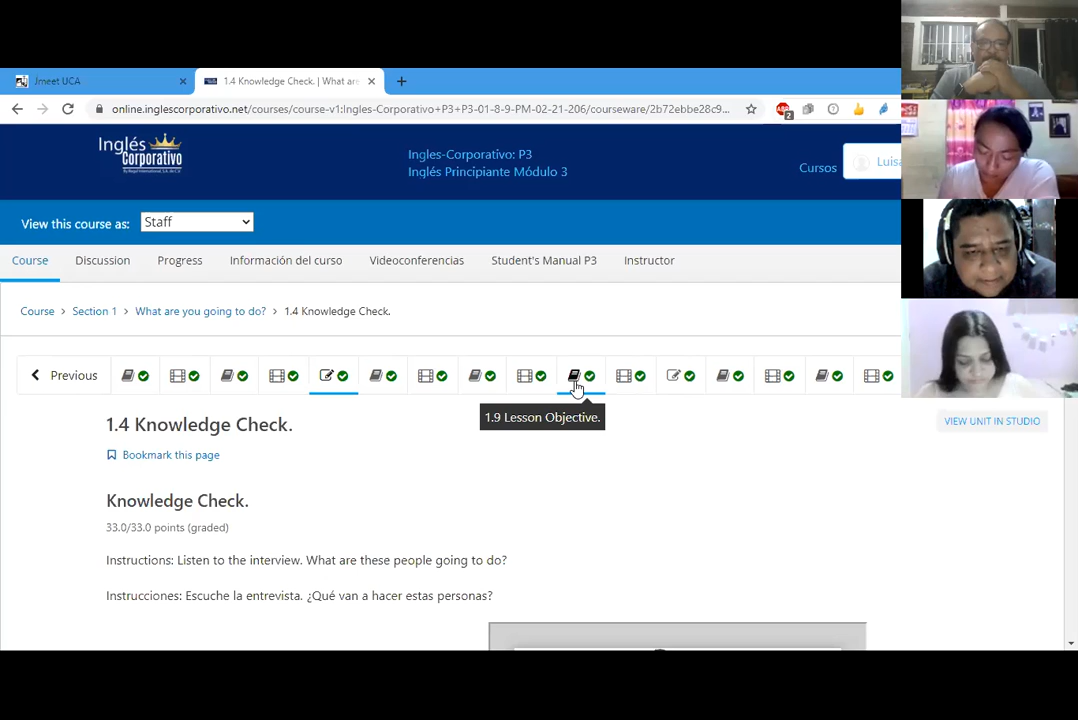 Jmeet UCA
1.4 Knowledge Check. | What are
online.inglescorporativo.net/courses/course-v1:Ingles-Corporativo+P3+P3-01-8-9-PM-02-21-206/courseware/2b72ebbe28c9...
2
Inglés
Corporativo
Ingles-Corporativo: P3
Inglés Principiante Módulo 3
Cursos
Luisa
View this course as:
Staff
Course
Discussion
Progress
Información del curso
Videoconferencias
Student's Manual P3
Instructor
Course > Section 1 > What are you going to do? > 1.4 Knowledge Check.
Previous
1.9 Lesson Objective.
1.4 Knowledge Check.
VIEW UNIT IN STUDIO
Bookmark this page
Knowledge Check.
33.0/33.0 points (graded)
Instructions: Listen to the interview. What are these people going to do?
Instrucciones: Escuche la entrevista. ¿Qué van a hacer estas personas?